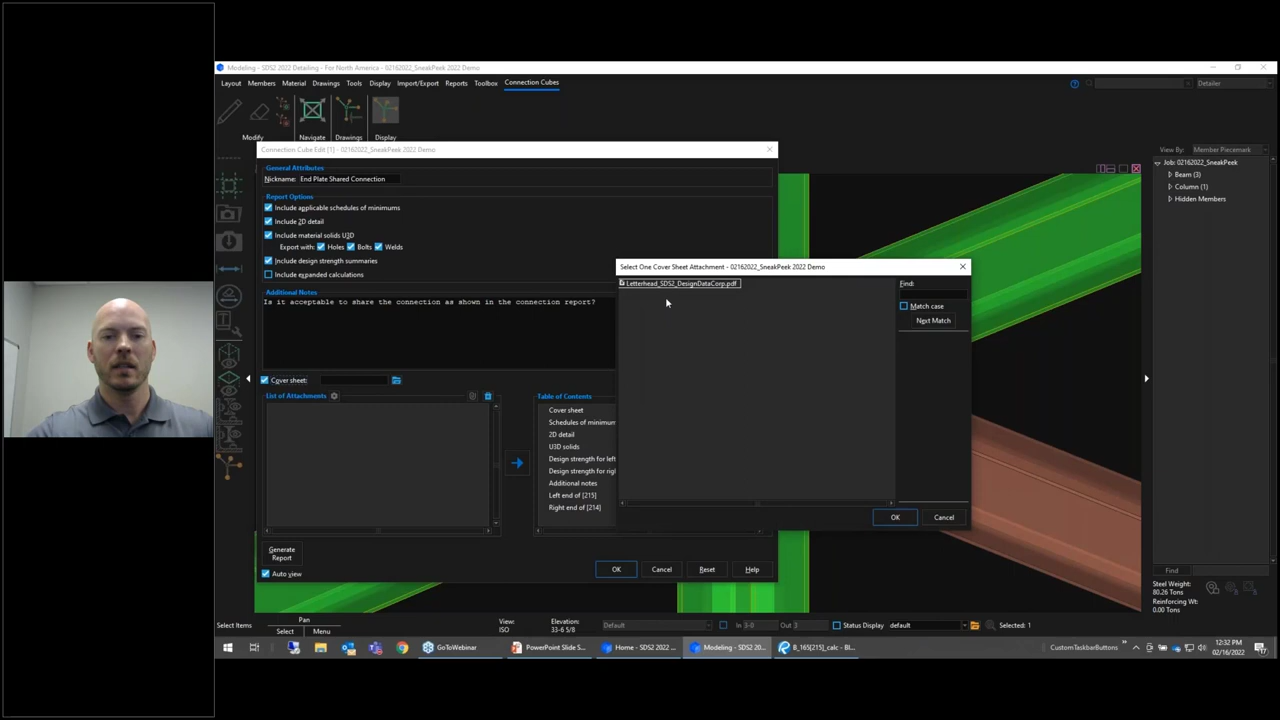 Modeling - SDS2 Detailing - For North America - 02162022_SneakPeek 2022 Demo
Layout Members Material Drawings Tools Display Import/Export Reports Toolbox Connection Cubes
Detailer
Modify Navigate Drawings Display
Connection Cube Edit [1] - 02162022_SneakPeek 2022 Demo
General Attributes
Nickname: End Plate Shared Connection
Report Options
Include applicable schedules of minimums
Include 2D detail
Include material solids U3D
Export with: Holes Bolts Welds
Include design strength summaries
Include expanded calculations
Additional Notes
Is it acceptable to share the connection as shown in the connection report?
Cover sheet:
List of Attachments
Table of Contents
Cover sheet
Schedules of minimum
2D detail
U3D solids
Design strength for left
Design strength for rig
Additional notes
Left end of [215]
Right end of [214]
Generate
Report
Auto view
OK Cancel Reset Help
Select One Cover Sheet Attachment - 02162022_SneakPeek 2022 Demo
Letterhead_SDS2_DesignDataCorp.pdf
Find:
Match case
Next Match
OK Cancel
View By: Member Piecemark
Job: 02162022_SneakPeek
Beam (3)
Column (1)
Hidden Members
Find
Steel Weight:
80.26 Tons
Reinforcing Wt:
0.00 Tons
Select Items
Pan
Select Menu
View:
ISO
Elevation:
33-6 5/8
Default
In 3-0 Out 3
Status Display default
Selected: 1
GoToWebinar
PowerPoint Slide S...
Home - SDS2 2022 ...
Modeling - SDS2 20...
B_165[215]_calc - Bl...
CustomTaskbarButtons
12:32 PM
02/16/2022